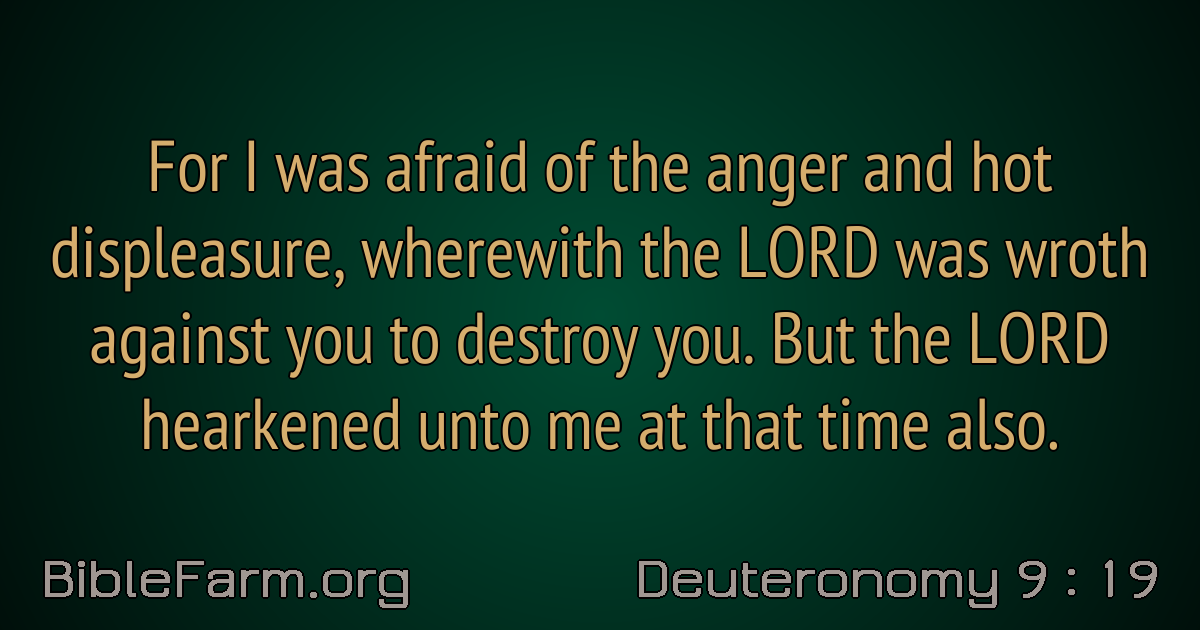 For I was afraid of the anger and hot
displeasure, wherewith the LORD was wroth
against you to destroy you. But the LORD
hearkened unto me at that time also.
BibleFarm.org
Deuteronomy 9 : 19